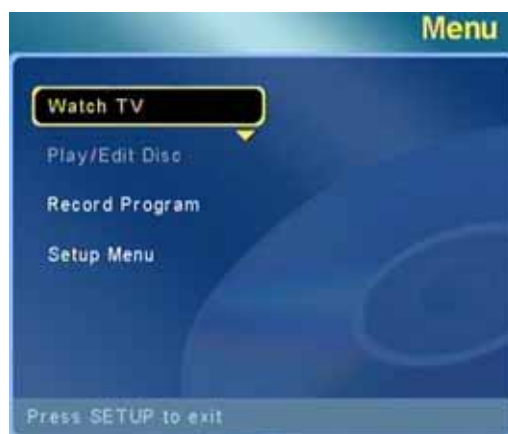 Menu
Watch TV
Play/Edit Disc
Record Program
Setup Menu
Press SETUP to exit